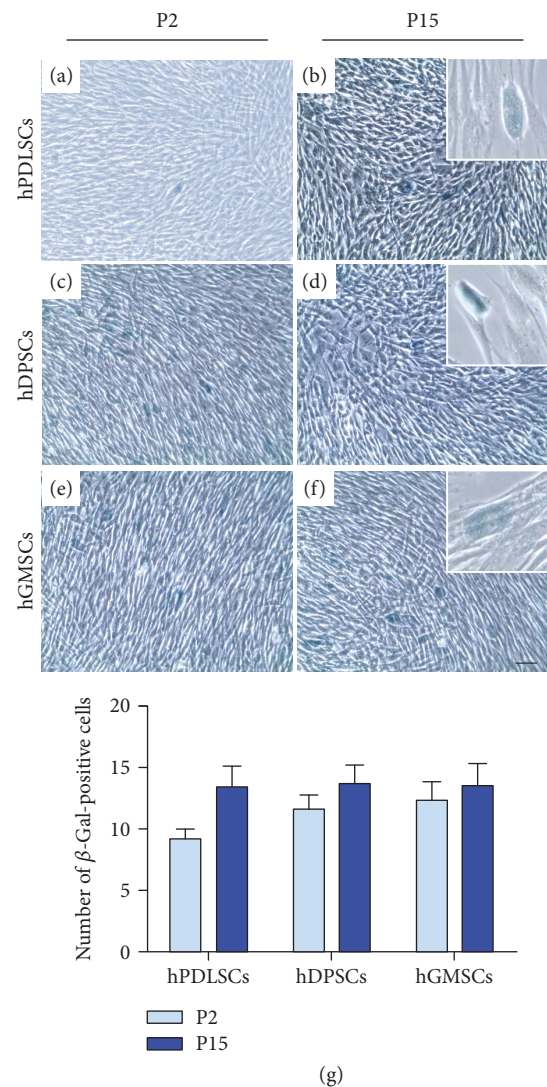 P2 P15
(a) (b)
hPDLSCs
(c) (d)
hDPSCs
(e) (f)
hGMSCs
20
15
10
5
0
Number of β-Gal-positive cells
hPDLSCs hDPSCs hGMSCs
P2
P15
(g)